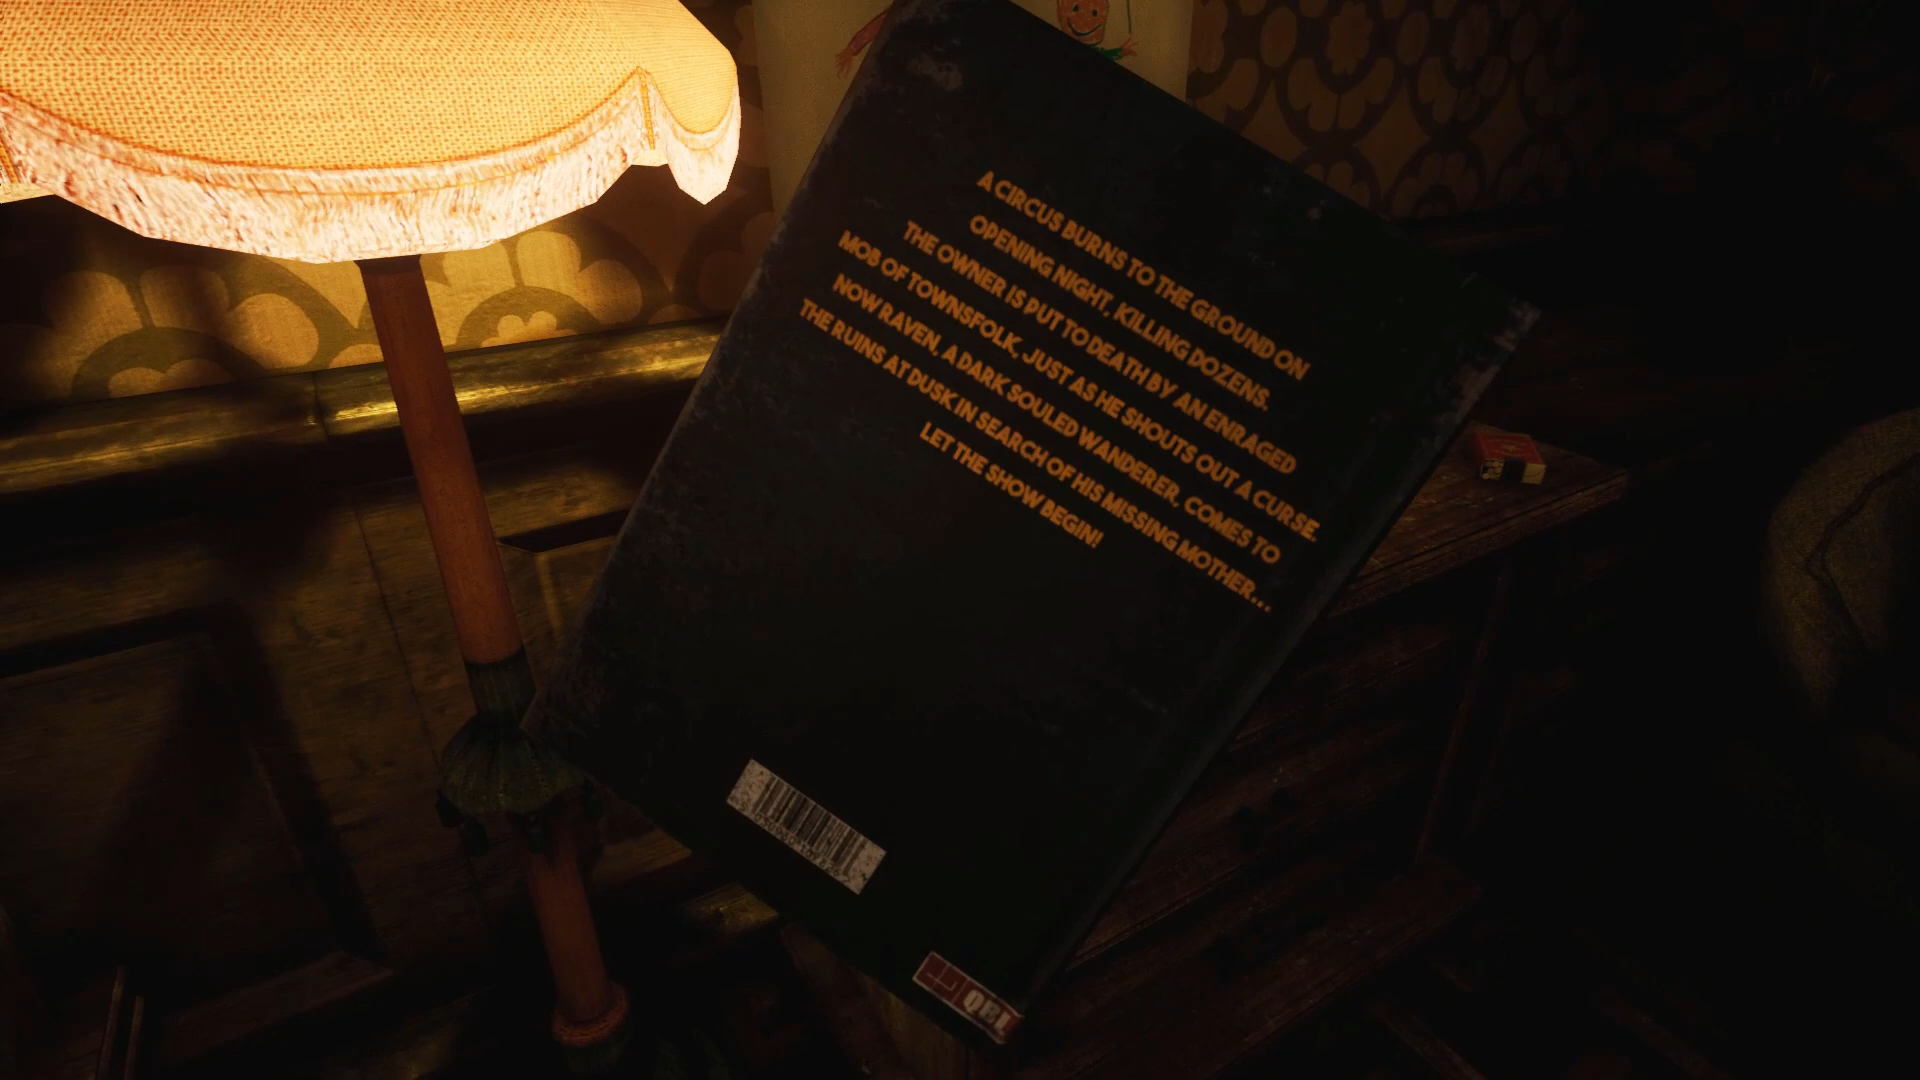 A CIRCUS BURNS TO THE GROUND ON
OPENING NIGHT, KILLING DOZENS.
THE OWNER IS PUT TO DEATH BY AN ENRAGED
MOB OF TOWNSFOLK, JUST AS HE SHOUTS OUT A CURSE.
NOW RAVEN, A DARK SOULED WANDERER, COMES TO
THE RUINS AT DUSK IN SEARCH OF HIS MISSING MOTHER...
LET THE SHOW BEGIN!